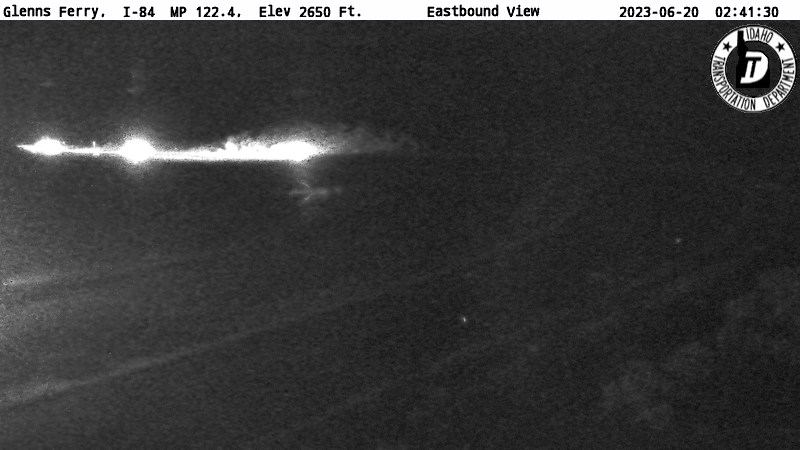 Glenns Ferry, I-84 MP 122.4, Elev 2650 Ft. Eastbound View 2023-06-20 02:41:30
IDAHO
TRANSPORTATION DEPARTMENT